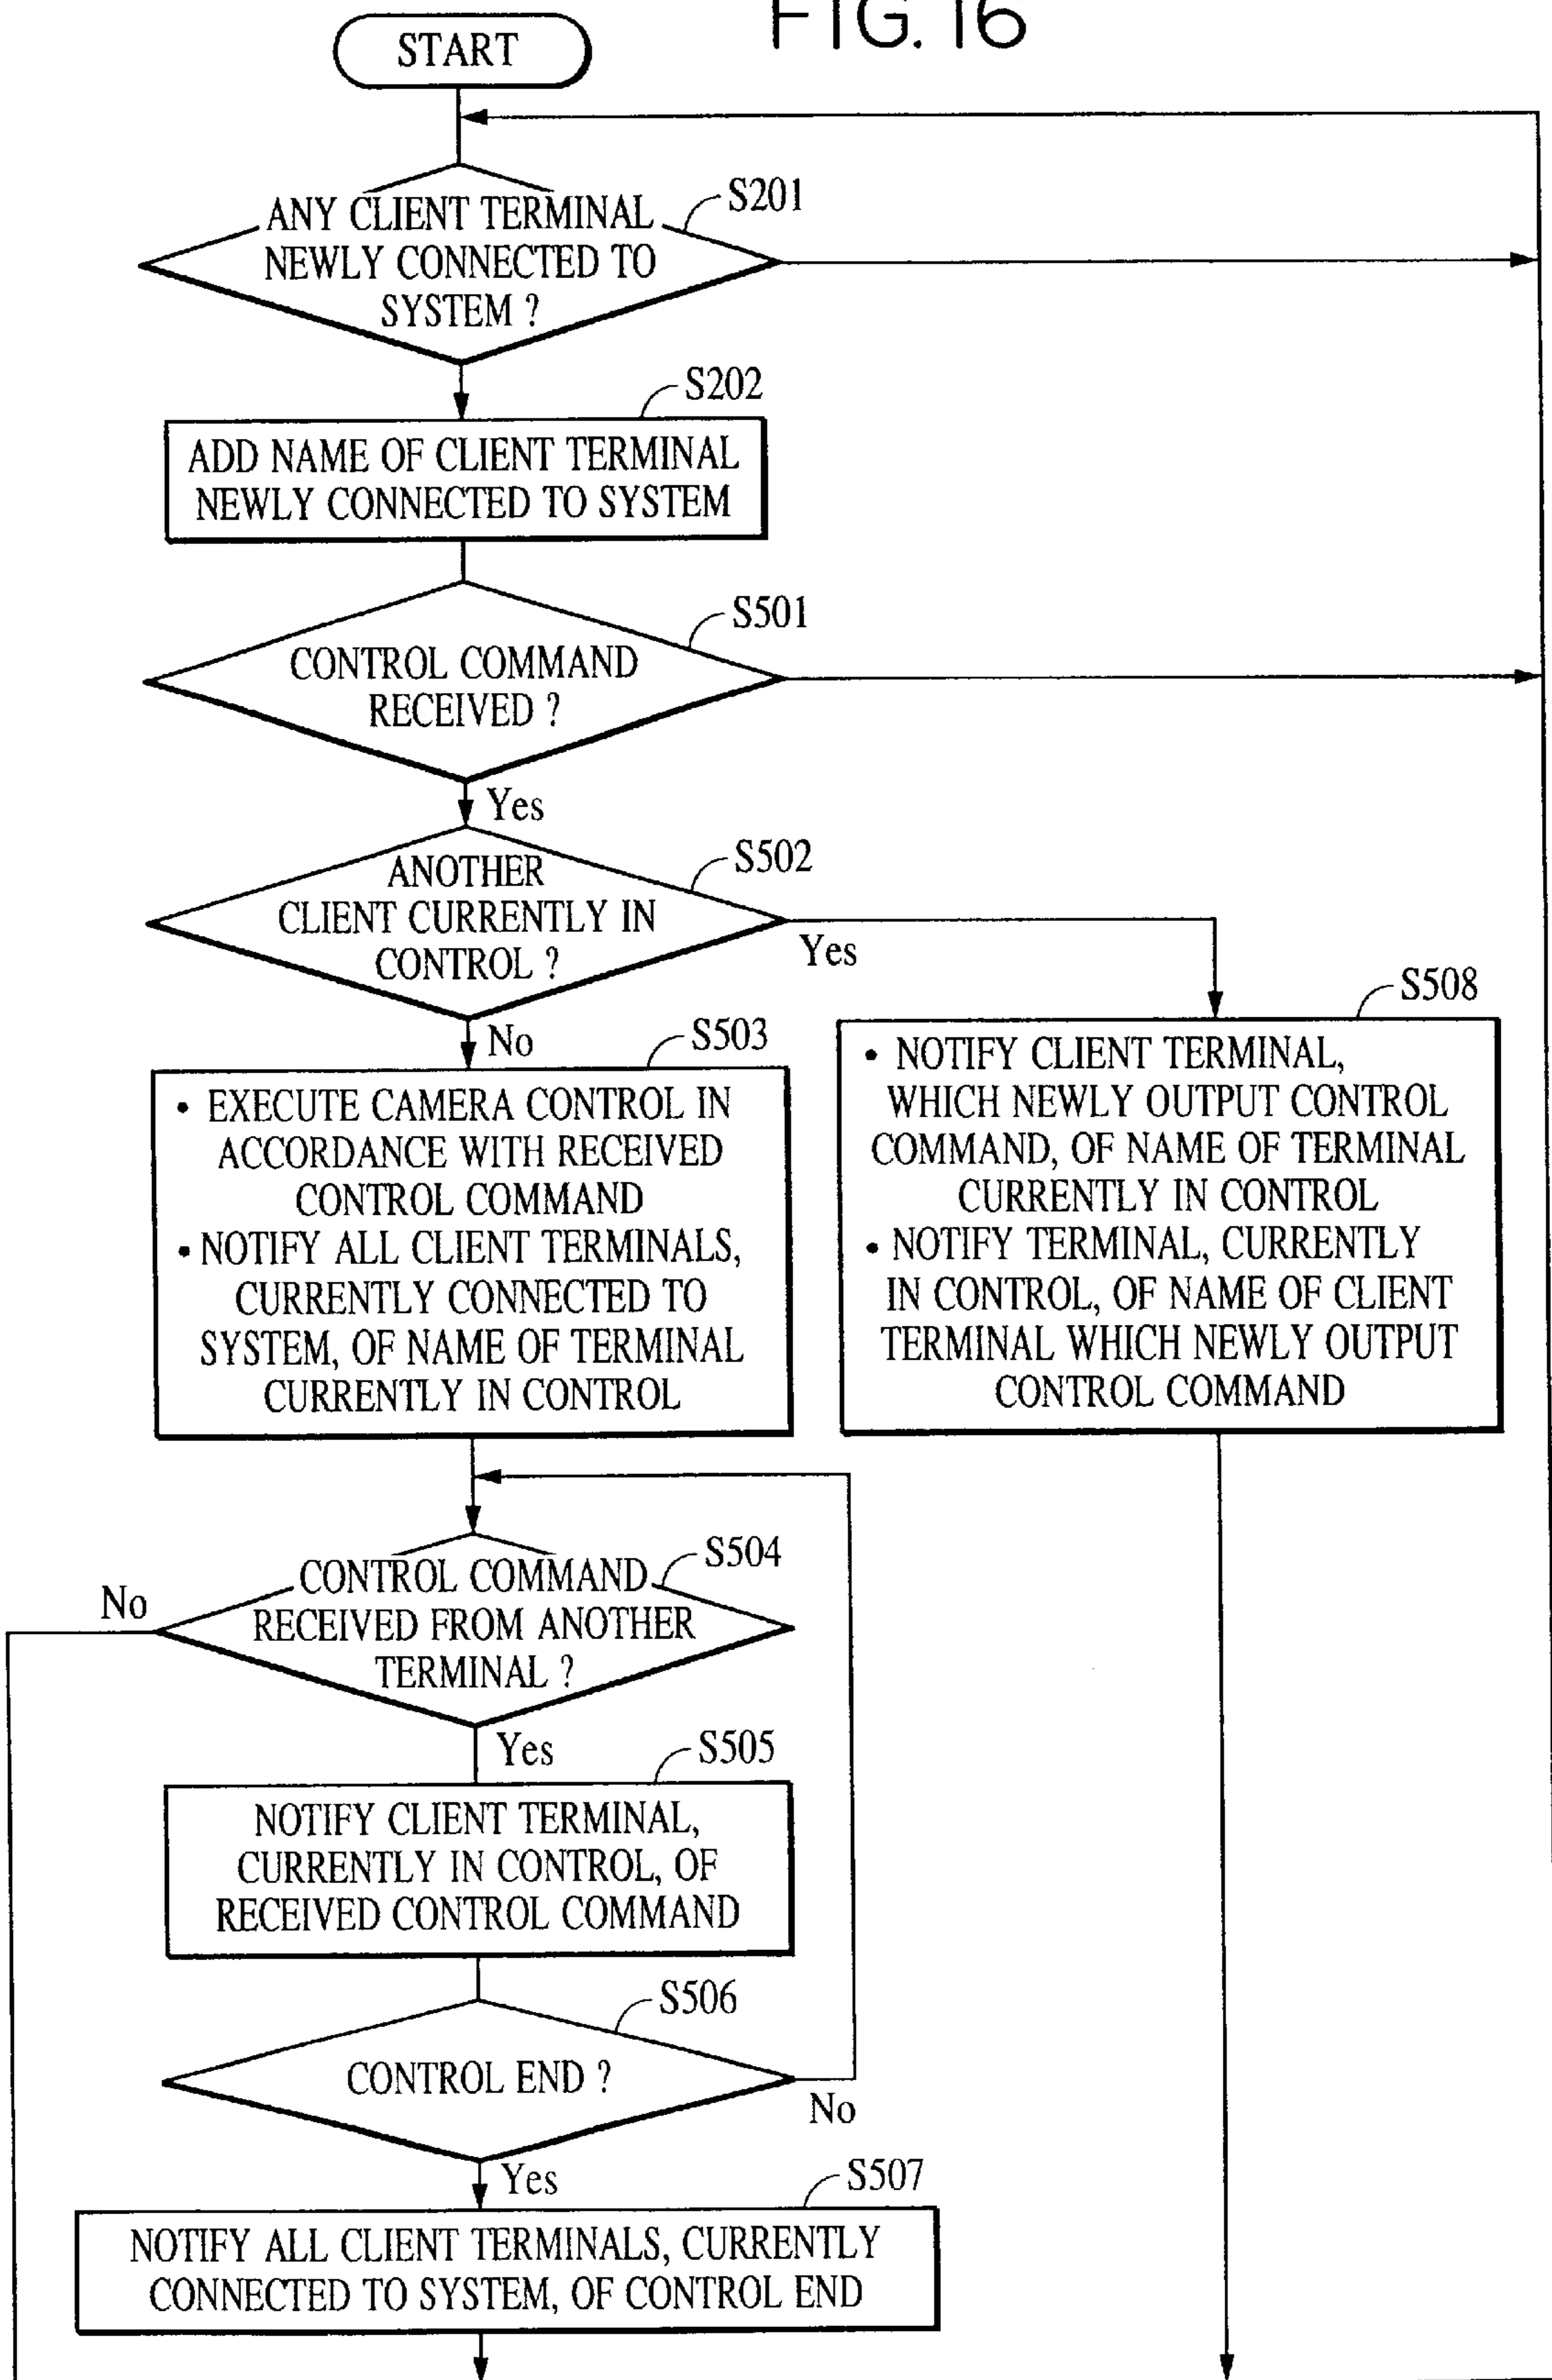 FIG. 16
START
S201
ANY CLIENT TERMINAL
NEWLY CONNECTED TO
SYSTEM ?
S202
ADD NAME OF CLIENT TERMINAL
NEWLY CONNECTED TO SYSTEM
S501
CONTROL COMMAND
RECEIVED ?
Yes
S502
ANOTHER
CLIENT CURRENTLY IN
CONTROL ?
Yes
No
S503
• EXECUTE CAMERA CONTROL IN
ACCORDANCE WITH RECEIVED
CONTROL COMMAND
• NOTIFY ALL CLIENT TERMINALS,
CURRENTLY CONNECTED TO
SYSTEM, OF NAME OF TERMINAL
CURRENTLY IN CONTROL
S508
• NOTIFY CLIENT TERMINAL,
WHICH NEWLY OUTPUT CONTROL
COMMAND, OF NAME OF TERMINAL
CURRENTLY IN CONTROL
• NOTIFY TERMINAL, CURRENTLY
IN CONTROL, OF NAME OF CLIENT
TERMINAL WHICH NEWLY OUTPUT
CONTROL COMMAND
S504
No
CONTROL COMMAND
RECEIVED FROM ANOTHER
TERMINAL ?
Yes
S505
NOTIFY CLIENT TERMINAL,
CURRENTLY IN CONTROL, OF
RECEIVED CONTROL COMMAND
S506
CONTROL END ?
No
Yes
S507
NOTIFY ALL CLIENT TERMINALS, CURRENTLY
CONNECTED TO SYSTEM, OF CONTROL END